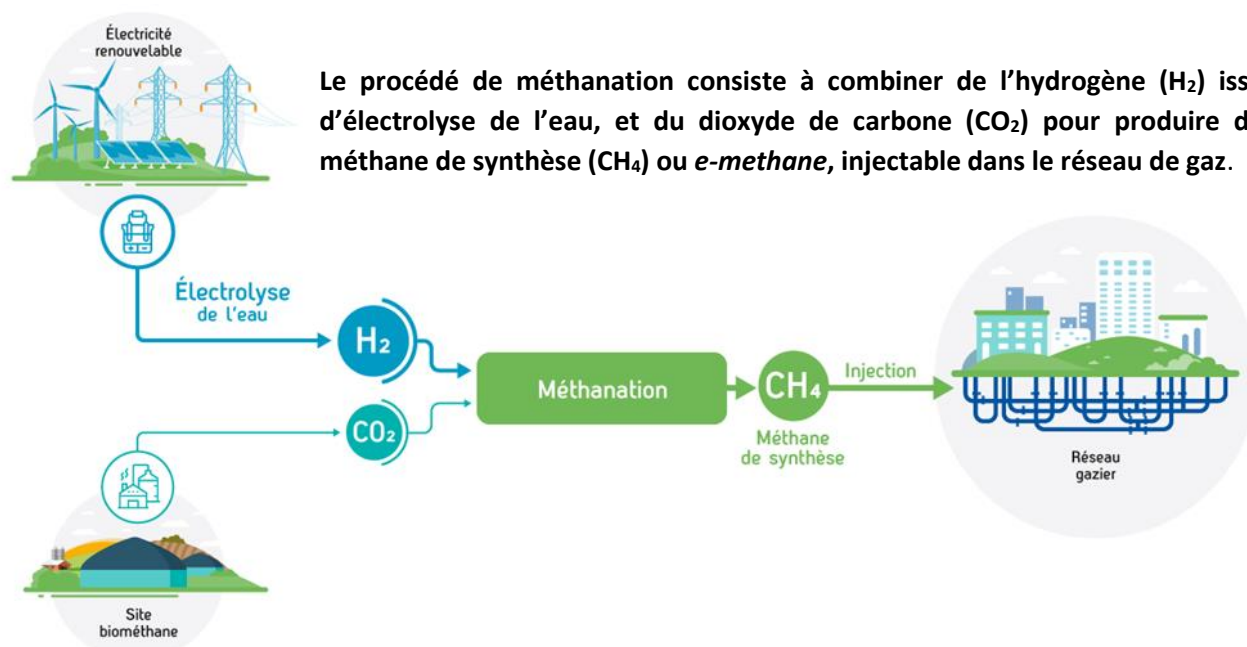 Électricité
renouvelable
Le procédé de méthanation consiste à combiner de l’hydrogène (H₂) iss
d’électrolyse de l’eau, et du dioxyde de carbone (CO₂) pour produire d
méthane de synthèse (CH₄) ou e-methane, injectable dans le réseau de gaz.
Électrolyse
de l'eau
H₂
CO₂
Méthanation
CH₄
Injection
Méthane
de synthèse
Réseau
gazier
Site
biométhane